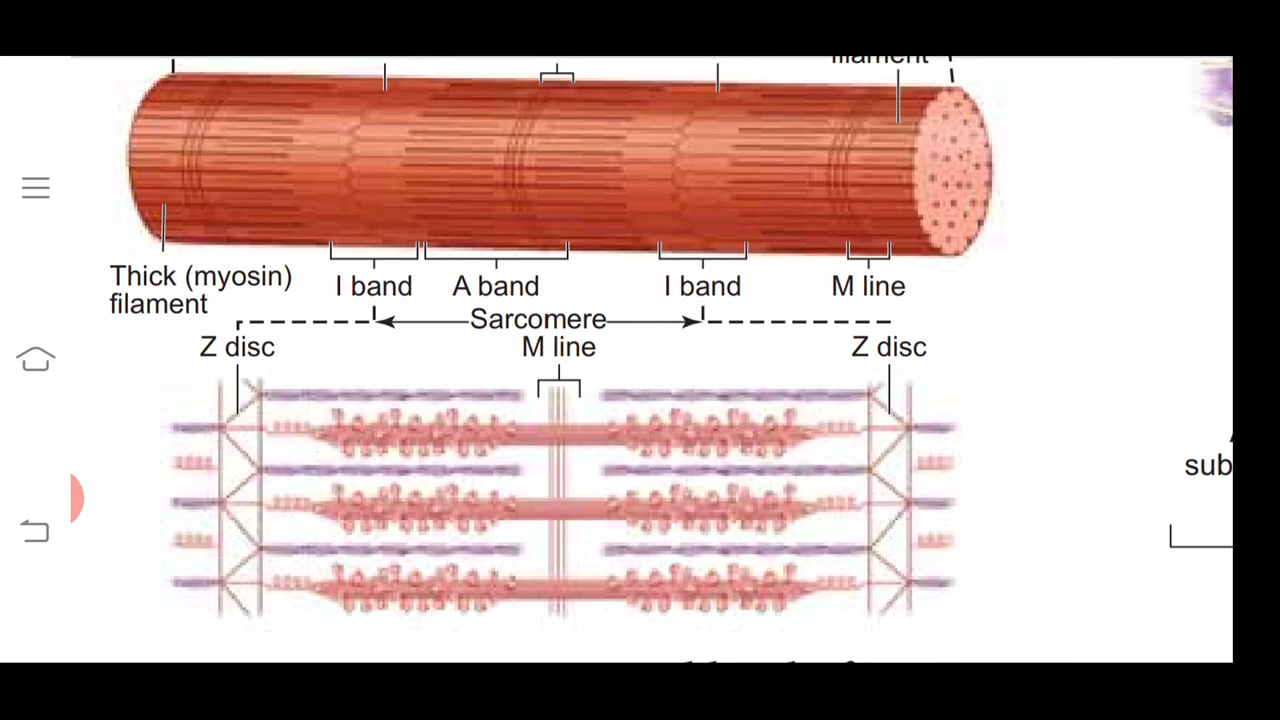 filament
Thick (myosin)
filament
I band
A band
I band
M line
Sarcomere
Z disc
M line
Z disc
sub